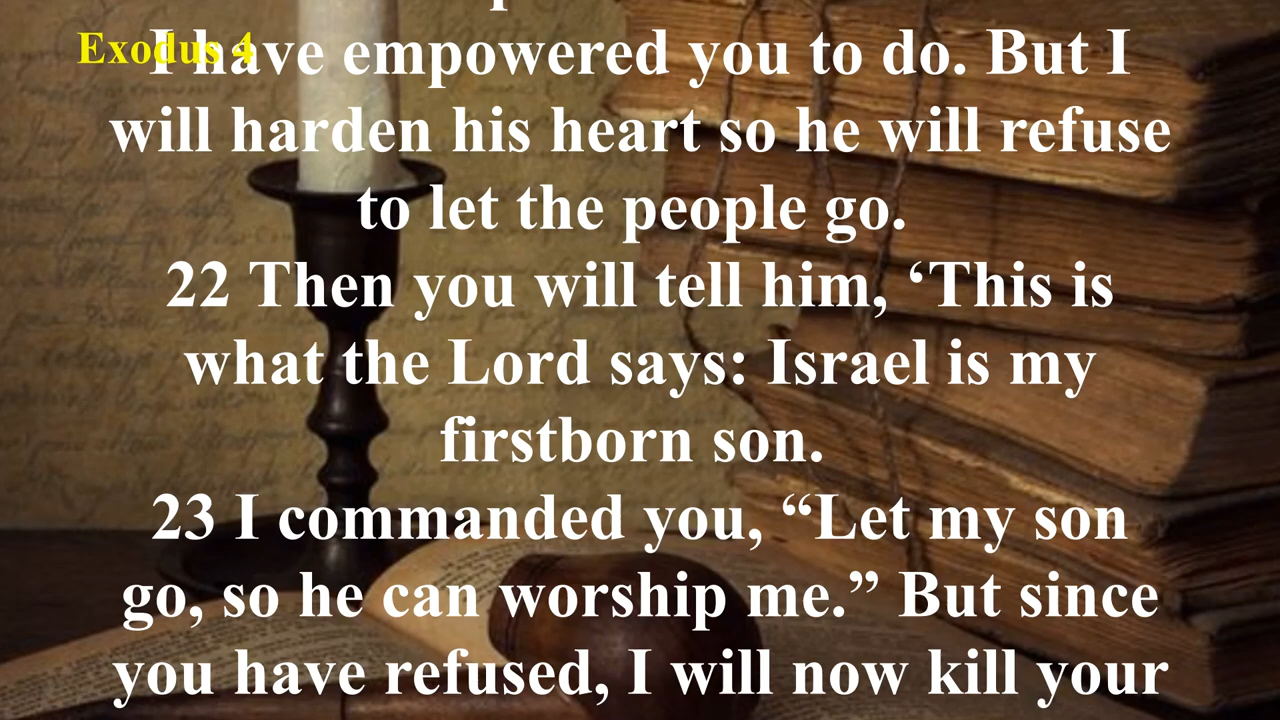 Exodus 4
I have empowered you to do. But I
will harden his heart so he will refuse
to let the people go.
22 Then you will tell him, ‘This is
what the Lord says: Israel is my
firstborn son.
23 I commanded you, “Let my son
go, so he can worship me.” But since
you have refused, I will now kill your